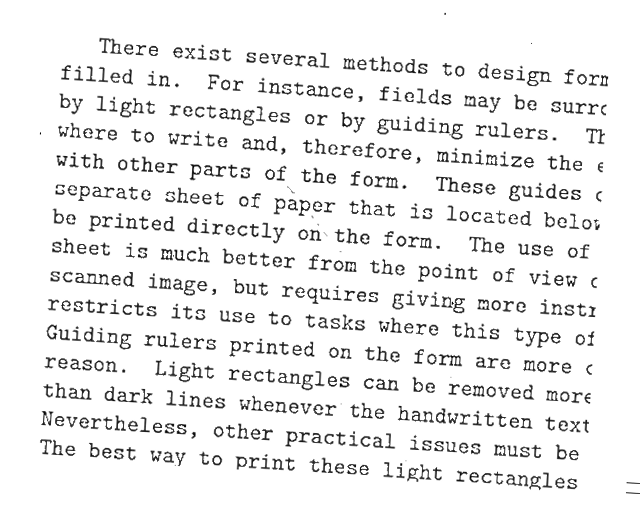 There exist several methods to design
filled in. For instance, fields may be
by light rectangles or by guiding rulers.
where to write and, therefore, minimize the
with other parts of the form. These guides
separate sheet of paper that is located
be printed directly on the form. The use of
sheet is much better from the point of view
scanned image, but requires giving more
restricts its use to tasks where this type of
Guiding rulers printed on the form are more
reason. Light rectangles can be removed more
than dark lines whenever the handwritten text
Nevertheless, other practical issues must be
The best way to print these light rectangles